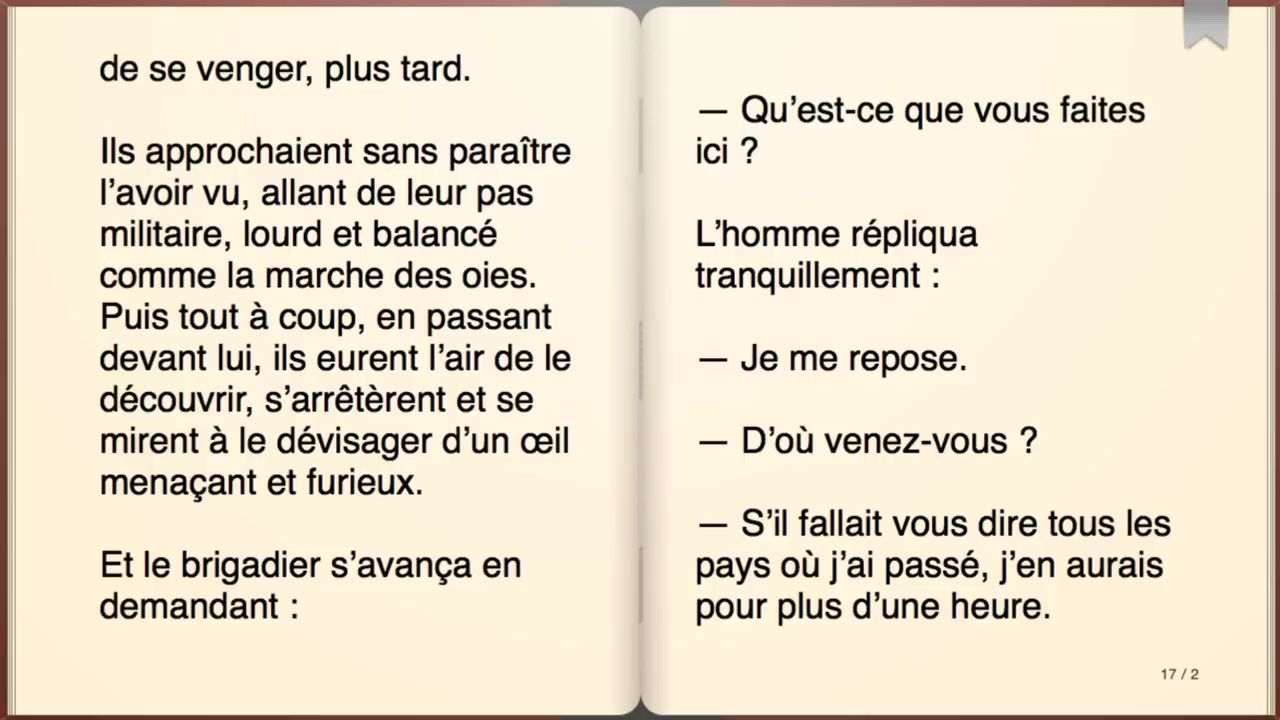 de se venger, plus tard.
Ils approchaient sans paraître
l’avoir vu, allant de leur pas
militaire, lourd et balancé
comme la marche des oies.
Puis tout à coup, en passant
devant lui, ils eurent l’air de le
découvrir, s’arrêtèrent et se
mirent à le dévisager d’un œil
menaçant et furieux.
Et le brigadier s’avança en
demandant :
— Qu’est-ce que vous faites
ici ?
L’homme répliqua
tranquillement :
— Je me repose.
— D’où venez-vous ?
— S’il fallait vous dire tous les
pays où j’ai passé, j’en aurais
pour plus d’une heure.
17 / 2